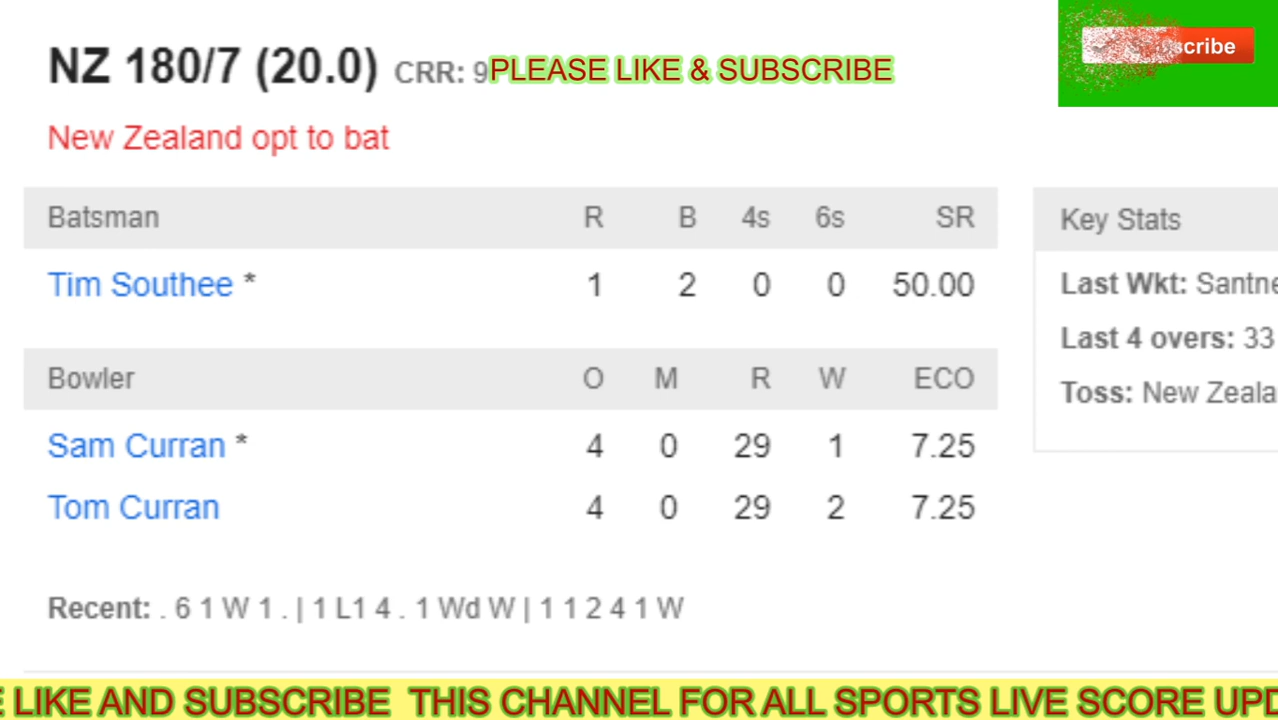 NZ 180/7 (20.0) CRR: 9 PLEASE LIKE & SUBSCRIBE
scribe
New Zealand opt to bat
Batsman R B 4s 6s SR
Tim Southee * 1 2 0 0 50.00
Bowler O M R W ECO
Sam Curran * 4 0 29 1 7.25
Tom Curran 4 0 29 2 7.25
Recent: . 6 1 W 1 . | 1 L1 4 . 1 Wd W | 1 1 2 4 1 W
Key Stats
Last Wkt: Santne
Last 4 overs: 33
Toss: New Zeala
E LIKE AND SUBSCRIBE THIS CHANNEL FOR ALL SPORTS LIVE SCORE UPD